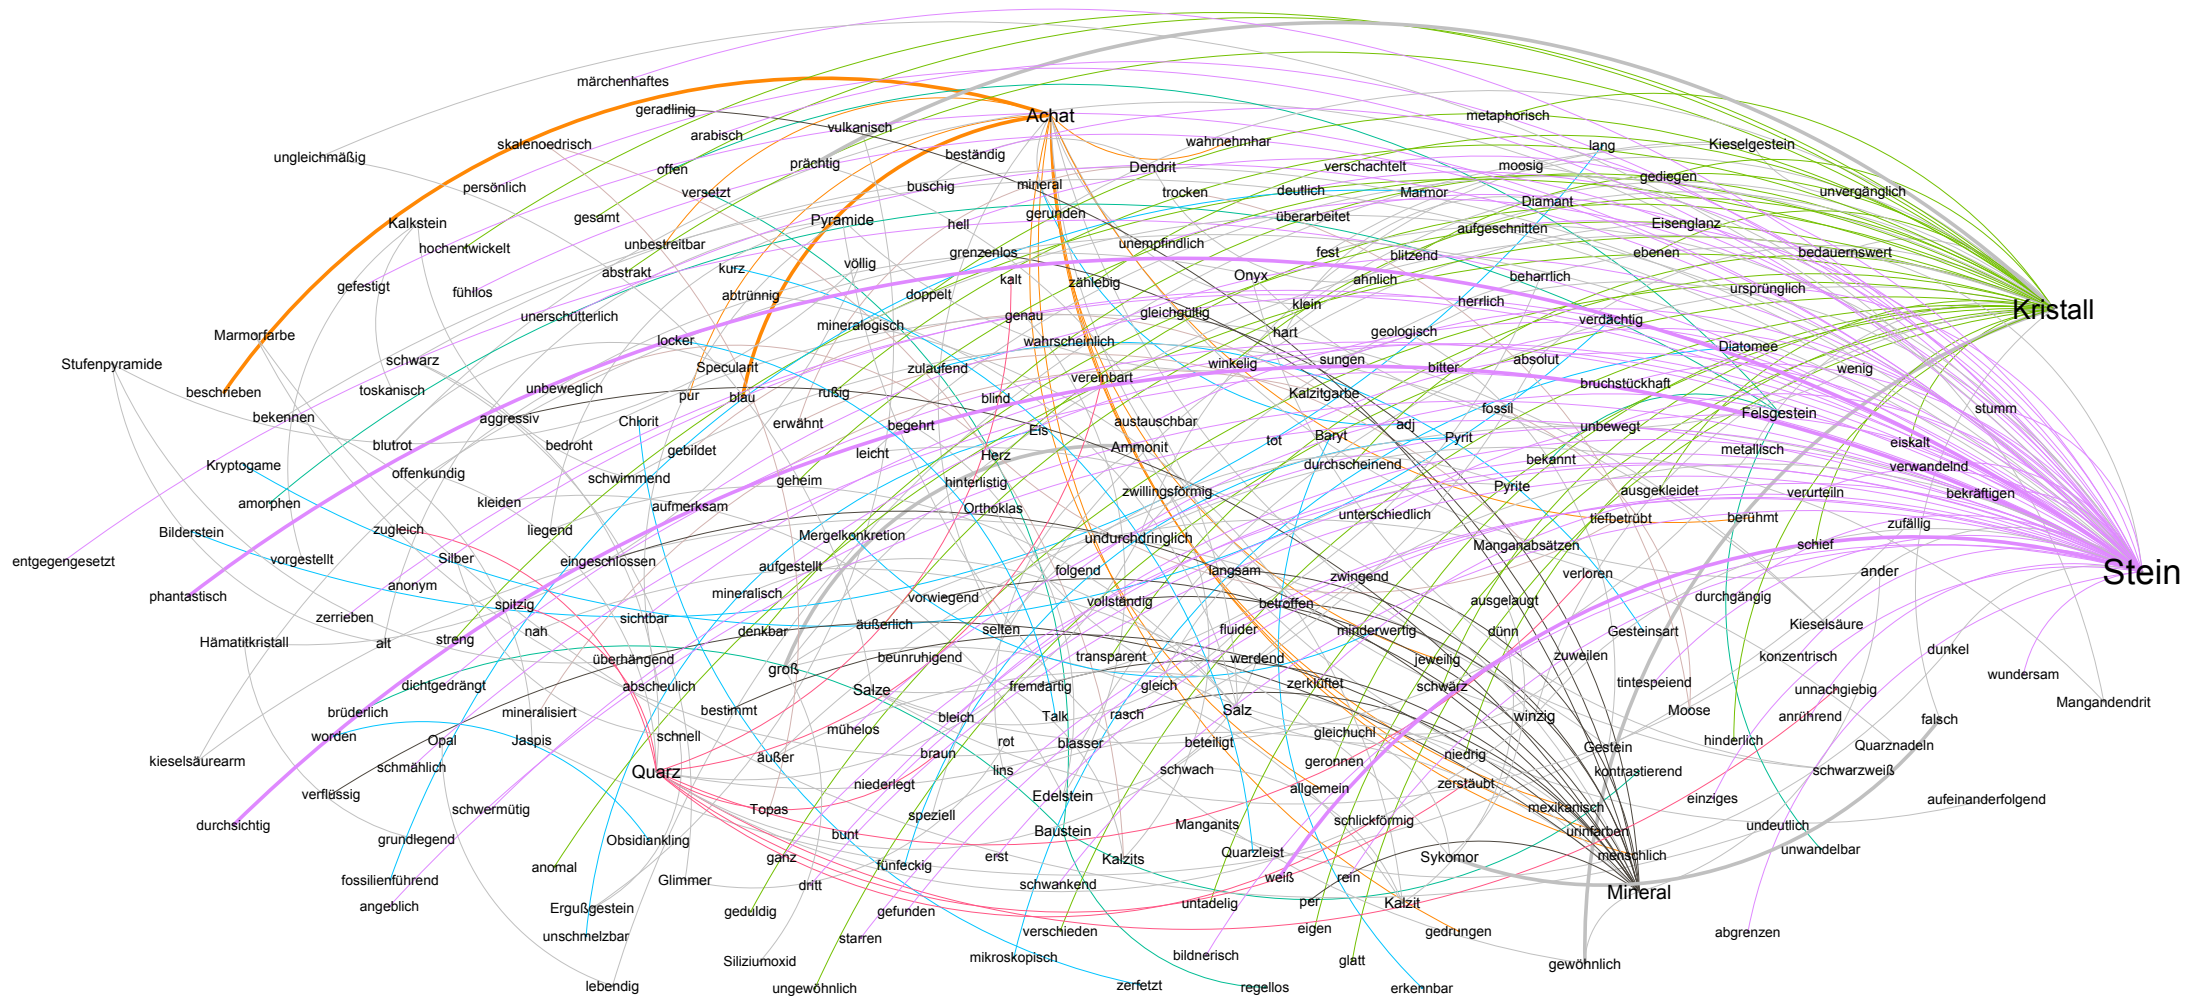 märchenhaftes
geradlinig
Achat
metaphorisch
arabisch
vulkanisch
skalenoedrisch
wahrnehmhar
lang
Kieselgestein
ungleichmäßig
offen
prächtig
beständig
Dendrit
verschachtelt
moosig
gediegen
persönlich
versetzt
buschig
mineral
trocken
deutlich
Marmor
Diamant
unvergänglich
Kalkstein
gesamt
Pyramide
hell
gerunden
überarbeitet
aufgeschnitten
Eisenglanz
hochentwickelt
unbestreitbar
grenzenlos
unempfindlich
fest
blitzend
ebenen
bedauernswert
gefestigt
fühllos
abstrakt
kurz
völlig
kalt
zählebig
Onyx
ähnlich
beharrlich
ursprünglich
abtrünnig
doppelt
klein
herrlich
Kristall
unerschütterlich
mineralogisch
genau
gleichgültig
hart
geologisch
verdächtig
Marmorfarbe
locker
wahrscheinlich
Diatomee
Stufenpyramide
schwarz
Specularit
zulaufend
winkelig
sungen
bitter
absolut
wenig
beschrieben
toskanisch
unbeweglich
pur
blau
rußig
blind
vereinbart
Kalzitgarbe
bruchstückhaft
bekennen
aggressiv
Chlorit
erwähnt
begehrt
Eis
austauschbar
fossil
Felsgestein
stumm
blutrot
bedroht
gebildet
leicht
Herz
Ammonit
tot
Baryt
adj
Pyrit
unbewegt
eiskalt
Kryptogame
offenkundig
schwimmend
geheim
hinterlistig
durchscheinend
bekannt
metallisch
verwandelnd
amorphen
kleiden
aufmerksam
Orthoklas
zwillingsförmig
Pyrite
ausgekleidet
verurteiln
bekräftigen
Bilderstein
zugleich
liegend
Mergelkonkretion
undurchdringlich
unterschiedlich
tiefbetrübt
berühmt
zufällig
entgegengesetzt
vorgestellt
Silber
eingeschlossen
aufgestellt
folgend
langsam
zwingend
Manganabsätzen
verloren
schief
ander
Stein
phantastisch
anonym
spitzig
mineralisch
vorwiegend
vollständig
betroffen
ausgelaugt
durchgängig
zerrieben
sichtbar
denkbar
äußerlich
selten
fluider
minderwertig
dünn
Gesteinsart
Kieselsäure
Hämatitkristall
alt
streng
nah
überhängend
groß
beunruhigend
transparent
werdend
jeweilig
zuweilen
konzentrisch
dunkel
wundersam
dichtgedrängt
abscheulich
Salze
fremdartig
gleich
zerklüftet
schwärz
tintespeiend
unnachgiebig
Mangandendrit
brüderlich
mineralisiert
bestimmt
bleich
Talk
rasch
Salz
winzig
Moose
anrührend
falsch
worden
Opal
Jaspis
schnell
mühelos
rot
blasser
beteiligt
gleichuchl
niedrig
Gestein
hinderlich
Quarznadeln
kieselsäurearm
schmählich
Quarz
äußer
braun
lins
schwach
geronnen
kontrastierend
schwarzweiß
verflüssig
schwermütig
Topas
niederlegt
Edelstein
allgemein
zerstäubt
mexikanisch
einziges
aufeinanderfolgend
durchsichtig
grundlegend
Obsidiankling
bunt
speziell
Baustein
Manganits
schlickförmig
urinfarben
undeutlich
anomal
ganz
fünfeckig
erst
Kalzits
Quarzleist
Sykomor
menschlich
unwandelbar
fossilienführend
Glimmer
dritt
schwankend
weiß
rein
Mineral
angeblich
Ergußgestein
geduldig
gefunden
untadelig
per
Kalzit
unschmelzbar
starren
verschieden
eigen
gedrungen
abgrenzen
Siliziumoxid
mikroskopisch
bildnerisch
glatt
gewöhnlich
lebendig
ungewöhnlich
zerfetzt
regellos
erkennbar